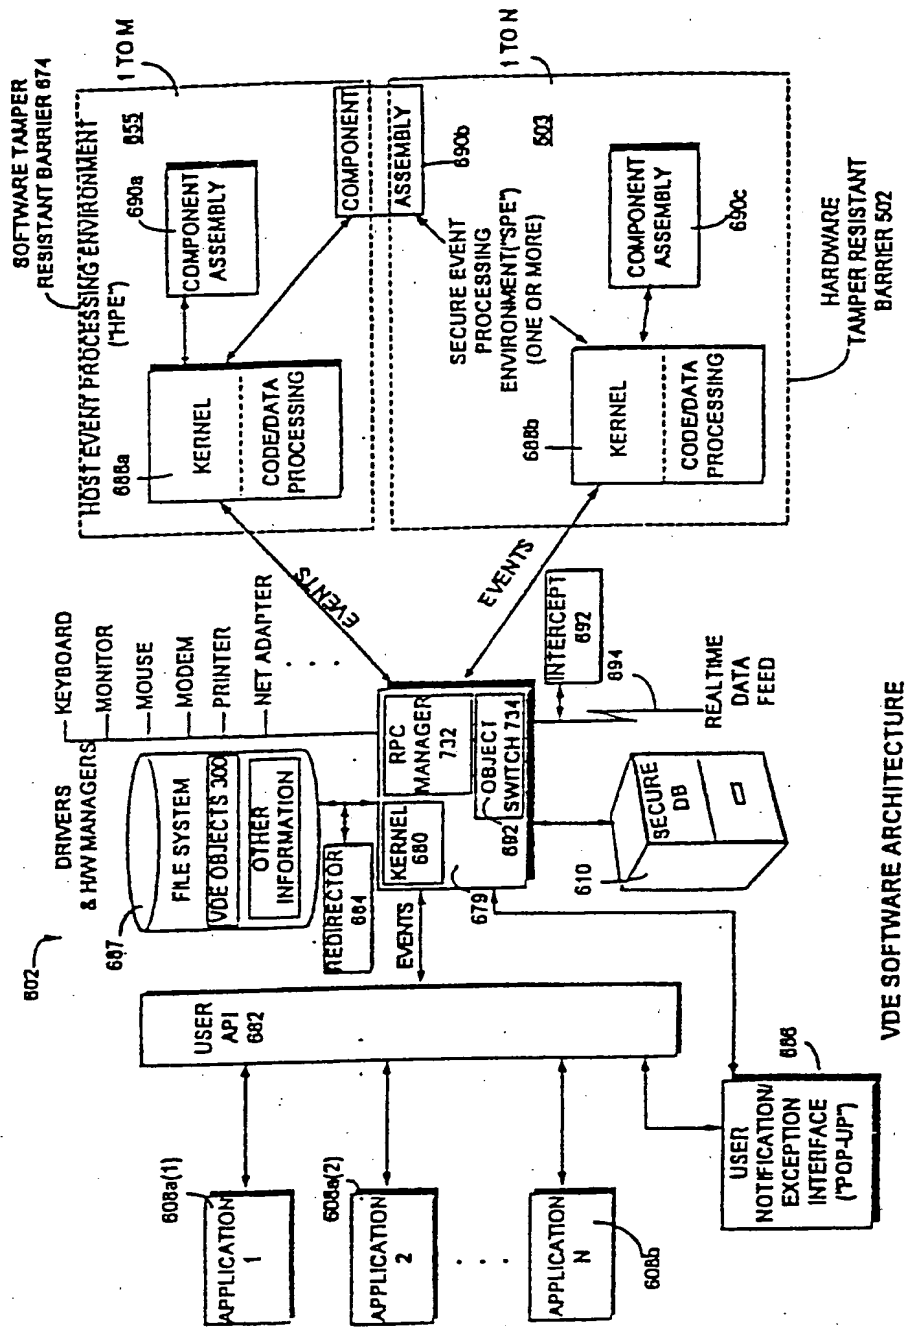 602
DRIVERS
& H/W MANAGERS
KEYBOARD
MONITOR
MOUSE
MODEM
PRINTER
NET ADAPTER
SOFTWARE TAMPER
RESISTANT BARRIER 674
HOST EVENT PROCESSING ENVIRONMENT
("HPE")
655
1 TO M
688a
KERNEL
CODE/DATA
PROCESSING
690a
COMPONENT
ASSEMBLY
COMPONENT
ASSEMBLY
690b
SECURE EVENT
PROCESSING
ENVIRONMENT("SPE")
(ONE OR MORE)
503
1 TO N
688b
KERNEL
CODE/DATA
PROCESSING
COMPONENT
ASSEMBLY
690c
HARDWARE
TAMPER RESISTANT
BARRIER 502
EVENTS
EVENTS
687
FILE SYSTEM
VDE OBJECTS 300
OTHER
INFORMATION
REDIRECTOR
684
KERNEL
680
RPC
MANAGER
732
692
OBJECT
SWITCH 734
679
EVENTS
INTERCEPT
692
694
REALTIME
DATA
FEED
610
SECURE
DB
USER
API
682
608a(1)
APPLICATION
1
608a(2)
APPLICATION
2
APPLICATION
N
608b
686
USER
NOTIFICATION/
EXCEPTION
INTERFACE
("POP-UP")
VDE SOFTWARE ARCHITECTURE